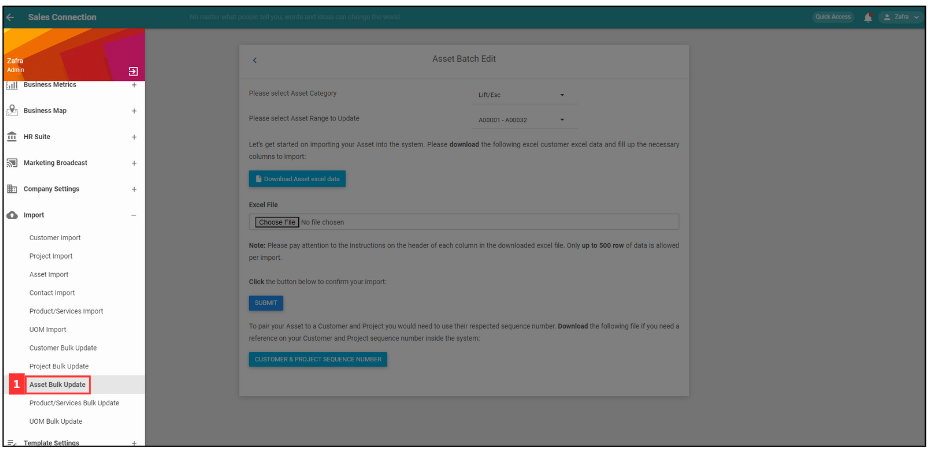 Sales Connection
No matter what people tell you, words and ideas can change the world.
Quick Access
Zafra
Zafra
Admin
Business Metrics +
Business Map +
HR Suite +
Marketing Broadcast +
Company Settings +
Import –
Customer Import
Project Import
Asset Import
Contact Import
Product/Services Import
UOM Import
Customer Bulk Update
Project Bulk Update
1 Asset Bulk Update
Product/Services Bulk Update
UOM Bulk Update
Template Settings +
Asset Batch Edit
Please select Asset Category Lift/Esc
Please select Asset Range to Update A00001 - A00032
Let's get started on importing your Asset into the system. Please download the following excel customer excel data and fill up the necessary
columns to import:
Download Asset excel data
Excel File
Choose File No file chosen
Note: Please pay attention to the instructions on the header of each column in the downloaded excel file. Only up to 500 row of data is allowed
per import.
Click the button below to confirm your import:
SUBMIT
To pair your Asset to a Customer and Project you would need to use their respected sequence number. Download the following file if you need a
reference on your Customer and Project sequence number inside the system:
CUSTOMER & PROJECT SEQUENCE NUMBER